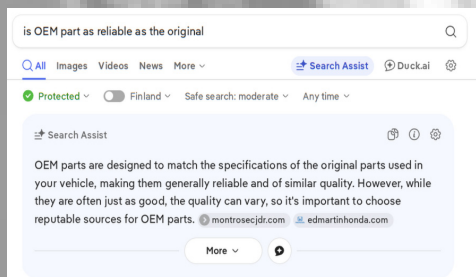 is OEM part as reliable as the original
All Images Videos News More Search Assist Duck.ai
Protected Finland Safe search: moderate Any time
Search Assist
OEM parts are designed to match the specifications of the original parts used in
your vehicle, making them generally reliable and of similar quality. However, while
they are often just as good, the quality can vary, so it's important to choose
reputable sources for OEM parts. montrosecjdr.com edmartinhonda.com
More